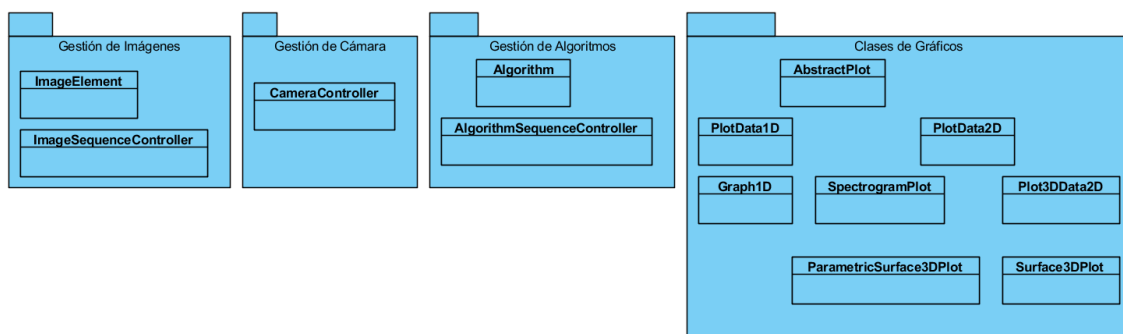 Gestión de Imágenes
ImageElement
ImageSequenceController
Gestión de Cámara
CameraController
Gestión de Algoritmos
Algorithm
AlgorithmSequenceController
Clases de Gráficos
AbstractPlot
PlotData1D
PlotData2D
Graph1D
SpectrogramPlot
Plot3DData2D
ParametricSurface3DPlot
Surface3DPlot